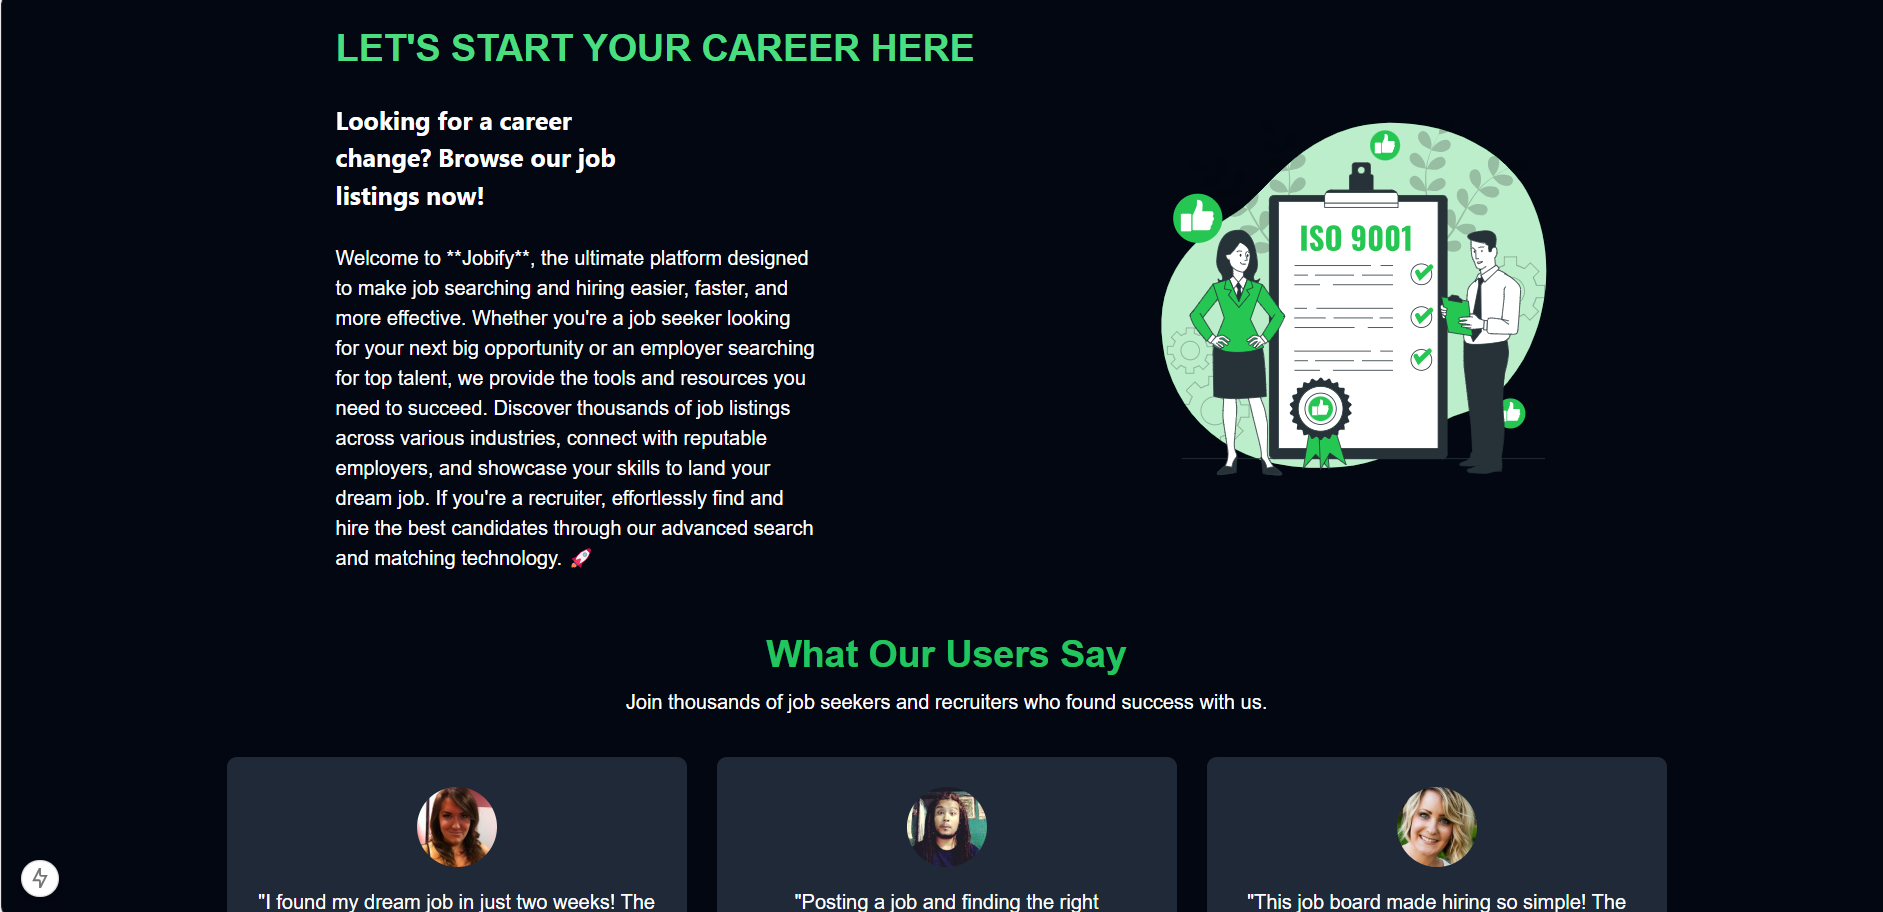 LET'S START YOUR CAREER HERE
Looking for a career
change? Browse our job
listings now!
Welcome to **Jobify**, the ultimate platform designed
to make job searching and hiring easier, faster, and
more effective. Whether you're a job seeker looking
for your next big opportunity or an employer searching
for top talent, we provide the tools and resources you
need to succeed. Discover thousands of job listings
across various industries, connect with reputable
employers, and showcase your skills to land your
dream job. If you're a recruiter, effortlessly find and
hire the best candidates through our advanced search
and matching technology. 🚀
ISO 9001
What Our Users Say
Join thousands of job seekers and recruiters who found success with us.
"I found my dream job in just two weeks! The
"Posting a job and finding the right
"This job board made hiring so simple! The